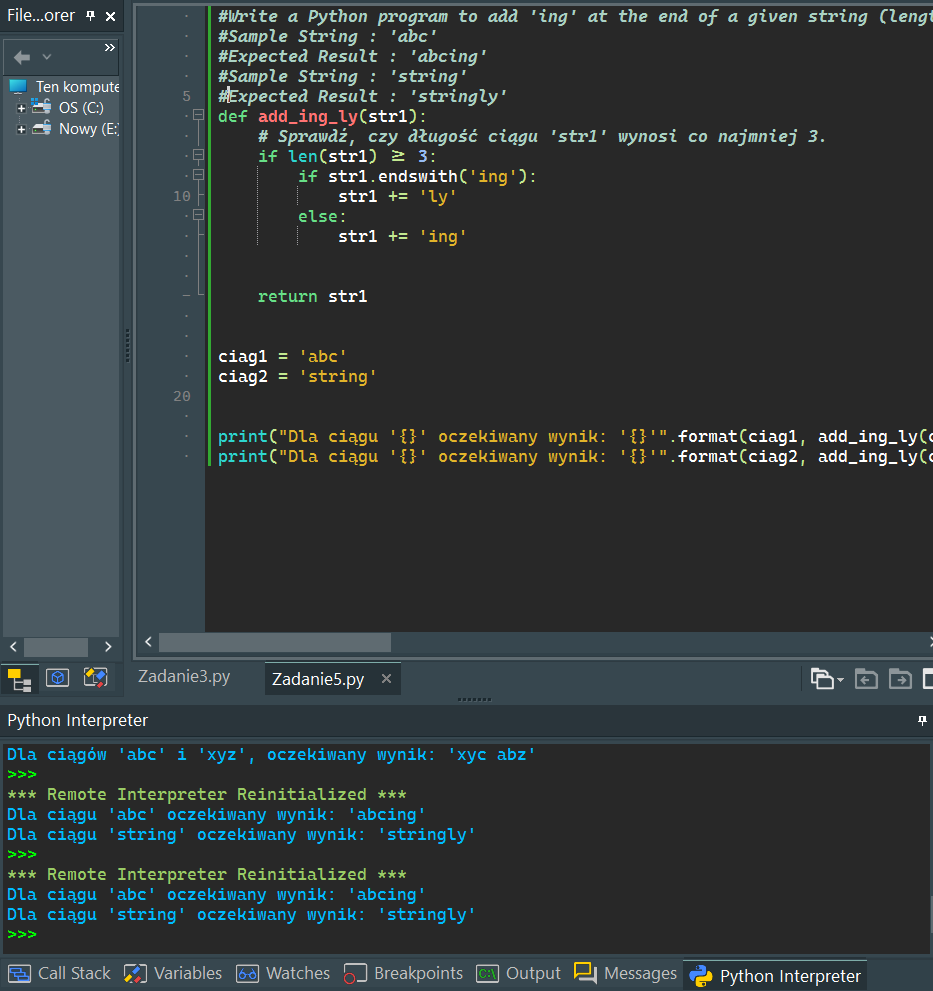 File...orer
»
Ten kompute
OS (C:)
Nowy (E:)
#Write a Python program to add 'ing' at the end of a given string (lengt
#Sample String : 'abc'
#Expected Result : 'abcing'
#Sample String : 'string'
5 #Expected Result : 'stringly'
def add_ing_ly(str1):
# Sprawdź, czy długość ciągu 'str1' wynosi co najmniej 3.
if len(str1) ≥ 3:
if str1.endswith('ing'):
10 str1 += 'ly'
else:
str1 += 'ing'
return str1
ciag1 = 'abc'
ciag2 = 'string'
20
print("Dla ciągu '{}' oczekiwany wynik: '{}'".format(ciag1, add_ing_ly(c
print("Dla ciągu '{}' oczekiwany wynik: '{}'".format(ciag2, add_ing_ly(c
Zadanie3.py Zadanie5.py
Python Interpreter
Dla ciągów 'abc' i 'xyz', oczekiwany wynik: 'xyc abz'
>>>
*** Remote Interpreter Reinitialized ***
Dla ciągu 'abc' oczekiwany wynik: 'abcing'
Dla ciągu 'string' oczekiwany wynik: 'stringly'
>>>
*** Remote Interpreter Reinitialized ***
Dla ciągu 'abc' oczekiwany wynik: 'abcing'
Dla ciągu 'string' oczekiwany wynik: 'stringly'
>>>
Call Stack Variables Watches Breakpoints Output Messages Python Interpreter